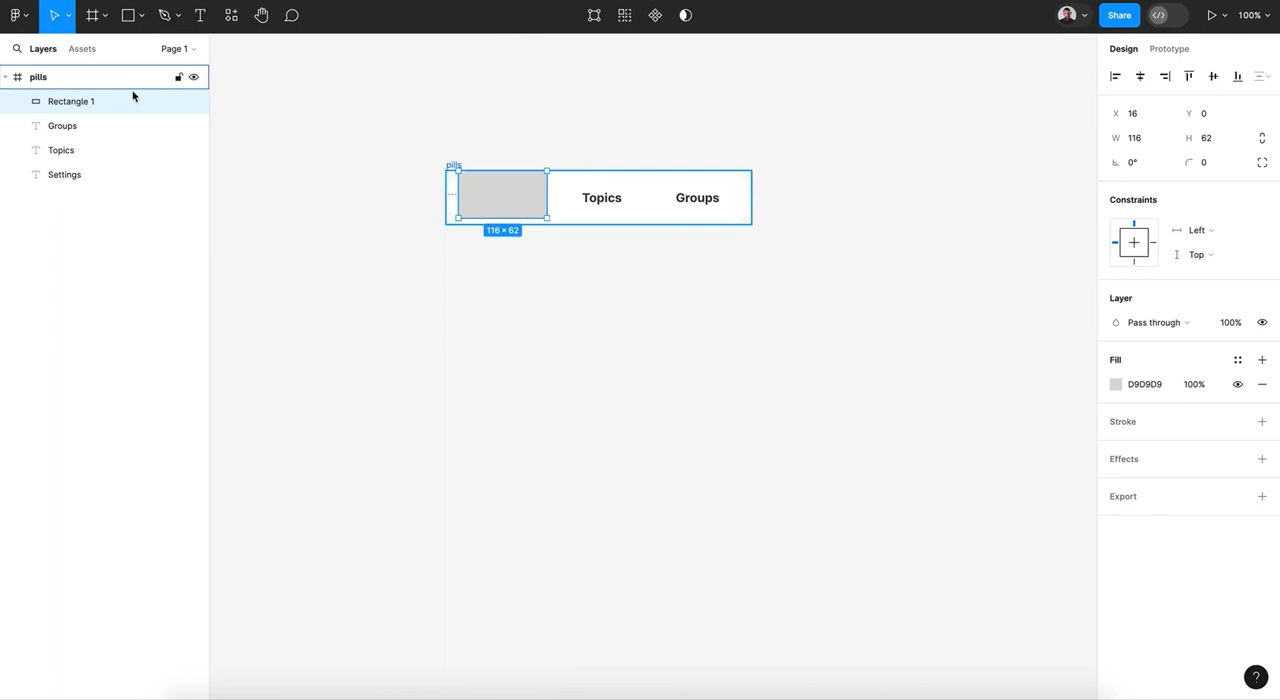 Share
100%
Layers
Assets
Page 1
pills
Rectangle 1
Groups
Topics
Settings
pills
Topics
Groups
116 × 62
Design
Prototype
X 16
Y 0
W 116
H 62
0°
0
Constraints
Left
Top
Layer
Pass through
100%
Fill
D9D9D9
100%
Stroke
Effects
Export
?